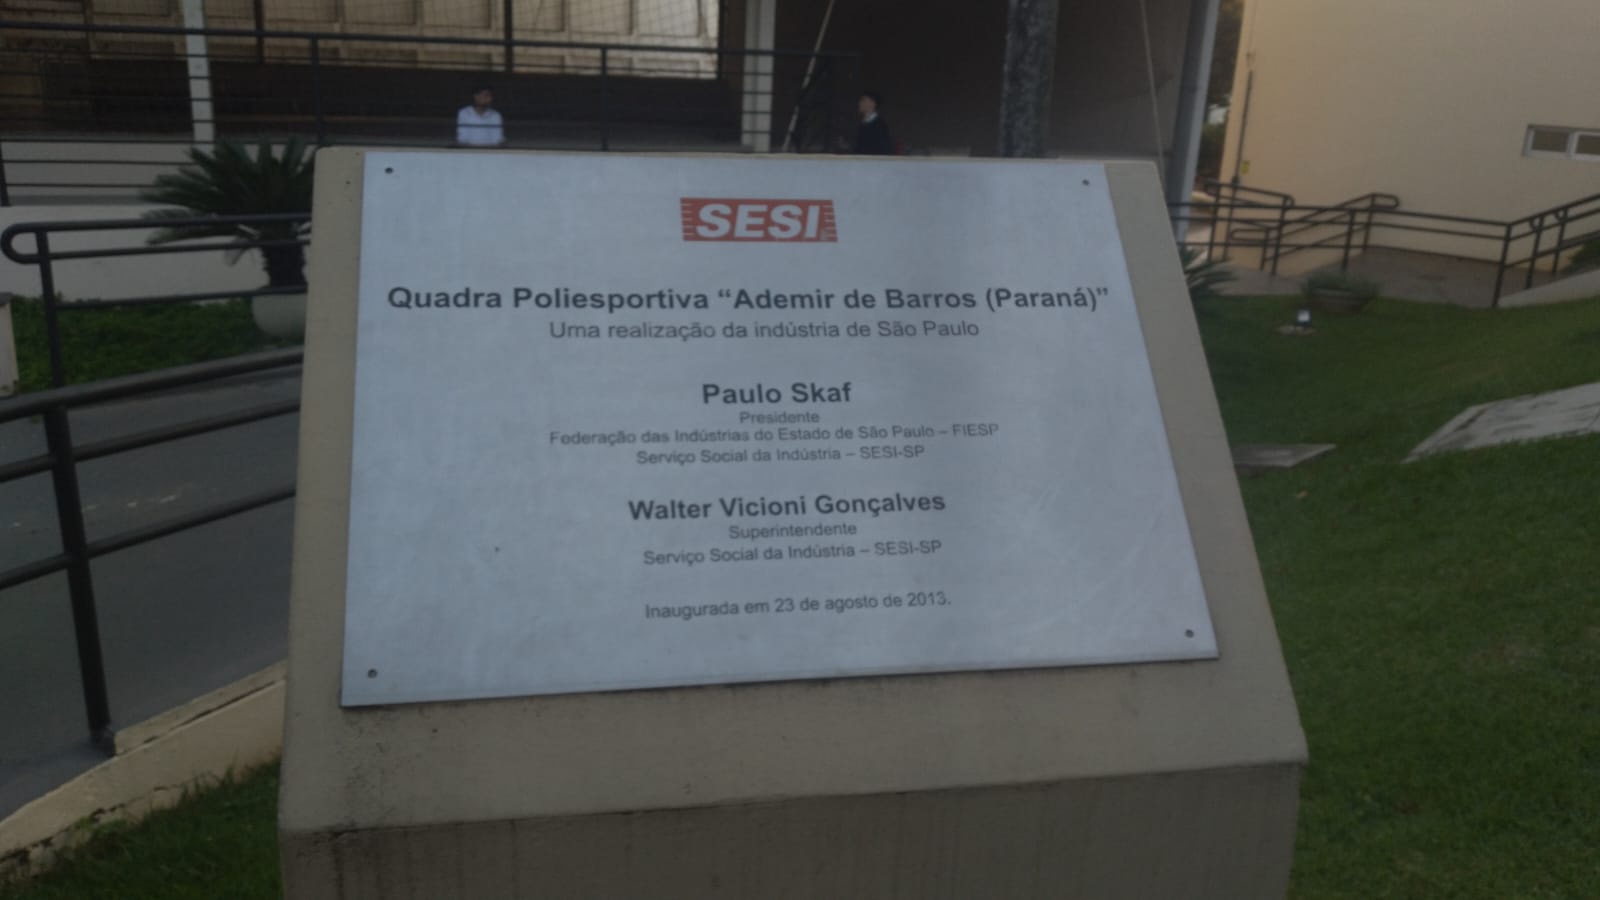 SESI
Quadra Poliesportiva “Ademir de Barros (Paraná)”
Uma realização da indústria de São Paulo
Paulo Skaf
Presidente
Federação das Indústrias do Estado de São Paulo – FIESP
Serviço Social da Indústria – SESI-SP
Walter Vicioni Gonçalves
Superintendente
Serviço Social da Indústria – SESI-SP
Inaugurada em 23 de agosto de 2013.